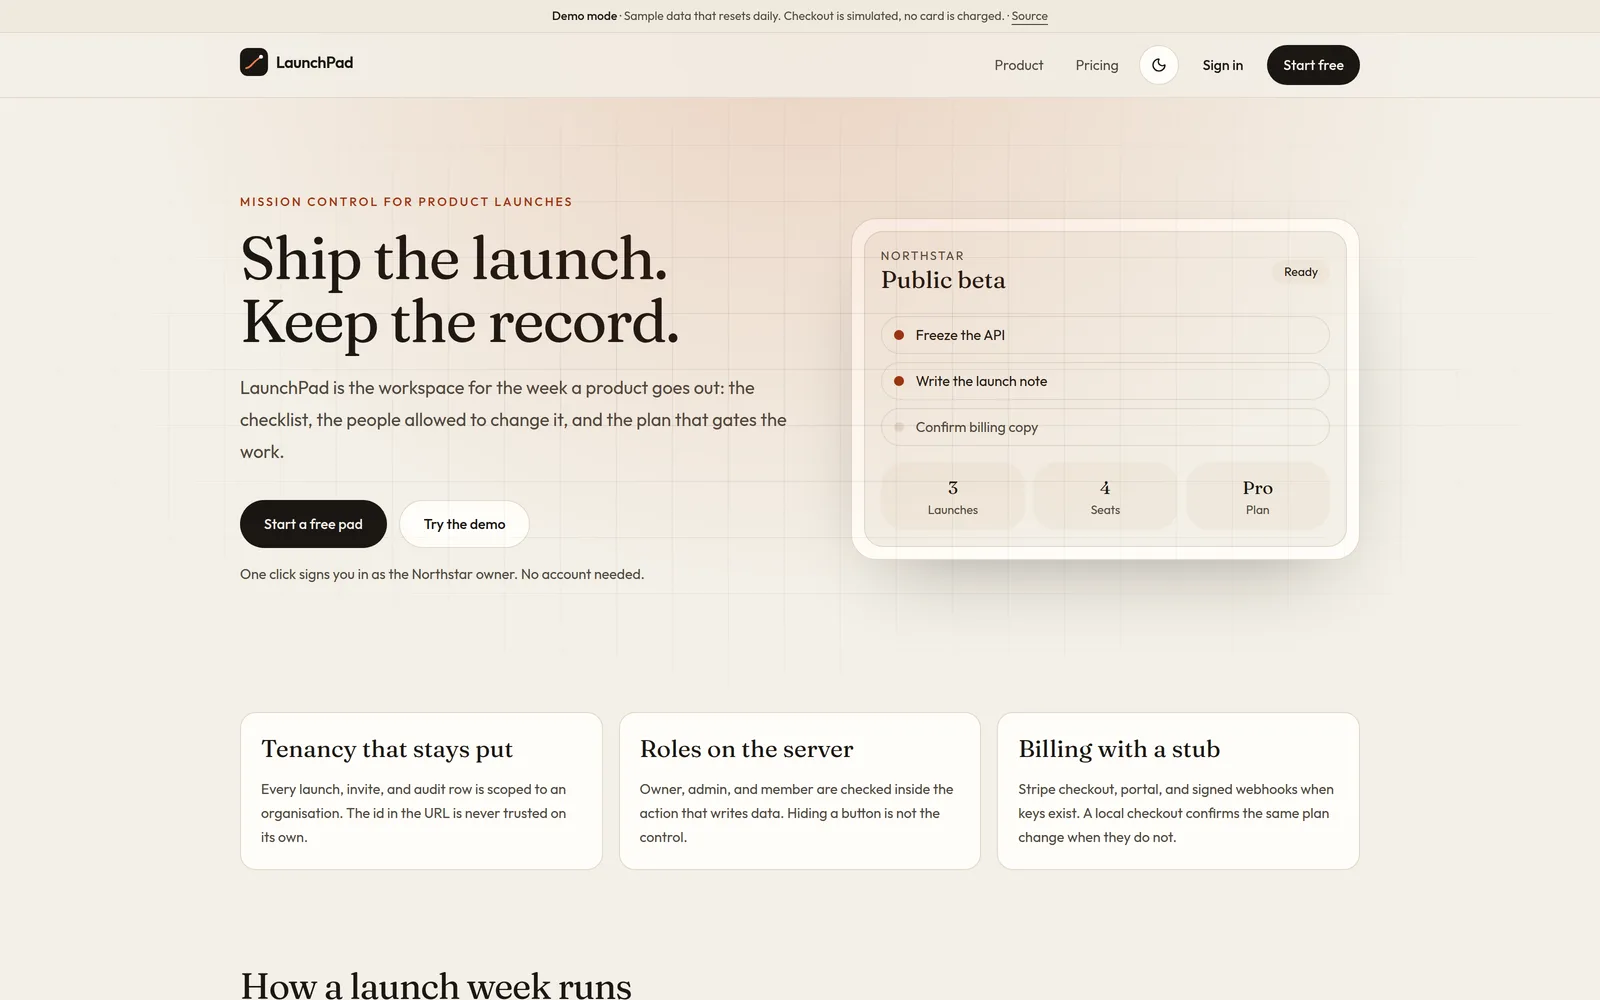 Demo mode · Sample data that resets daily. Checkout is simulated, no card is charged. · Source
LaunchPad
Product
Pricing
Sign in
Start free
MISSION CONTROL FOR PRODUCT LAUNCHES
Ship the launch.
Keep the record.
LaunchPad is the workspace for the week a product goes out: the
checklist, the people allowed to change it, and the plan that gates the
work.
Start a free pad
Try the demo
One click signs you in as the Northstar owner. No account needed.
NORTHSTAR
Public beta
Ready
Freeze the API
Write the launch note
Confirm billing copy
3
Launches
4
Seats
Pro
Plan
Tenancy that stays put
Every launch, invite, and audit row is scoped to an
organisation. The id in the URL is never trusted on
its own.
Roles on the server
Owner, admin, and member are checked inside the
action that writes data. Hiding a button is not the
control.
Billing with a stub
Stripe checkout, portal, and signed webhooks when
keys exist. A local checkout confirms the same plan
change when they do not.
How a launch week runs